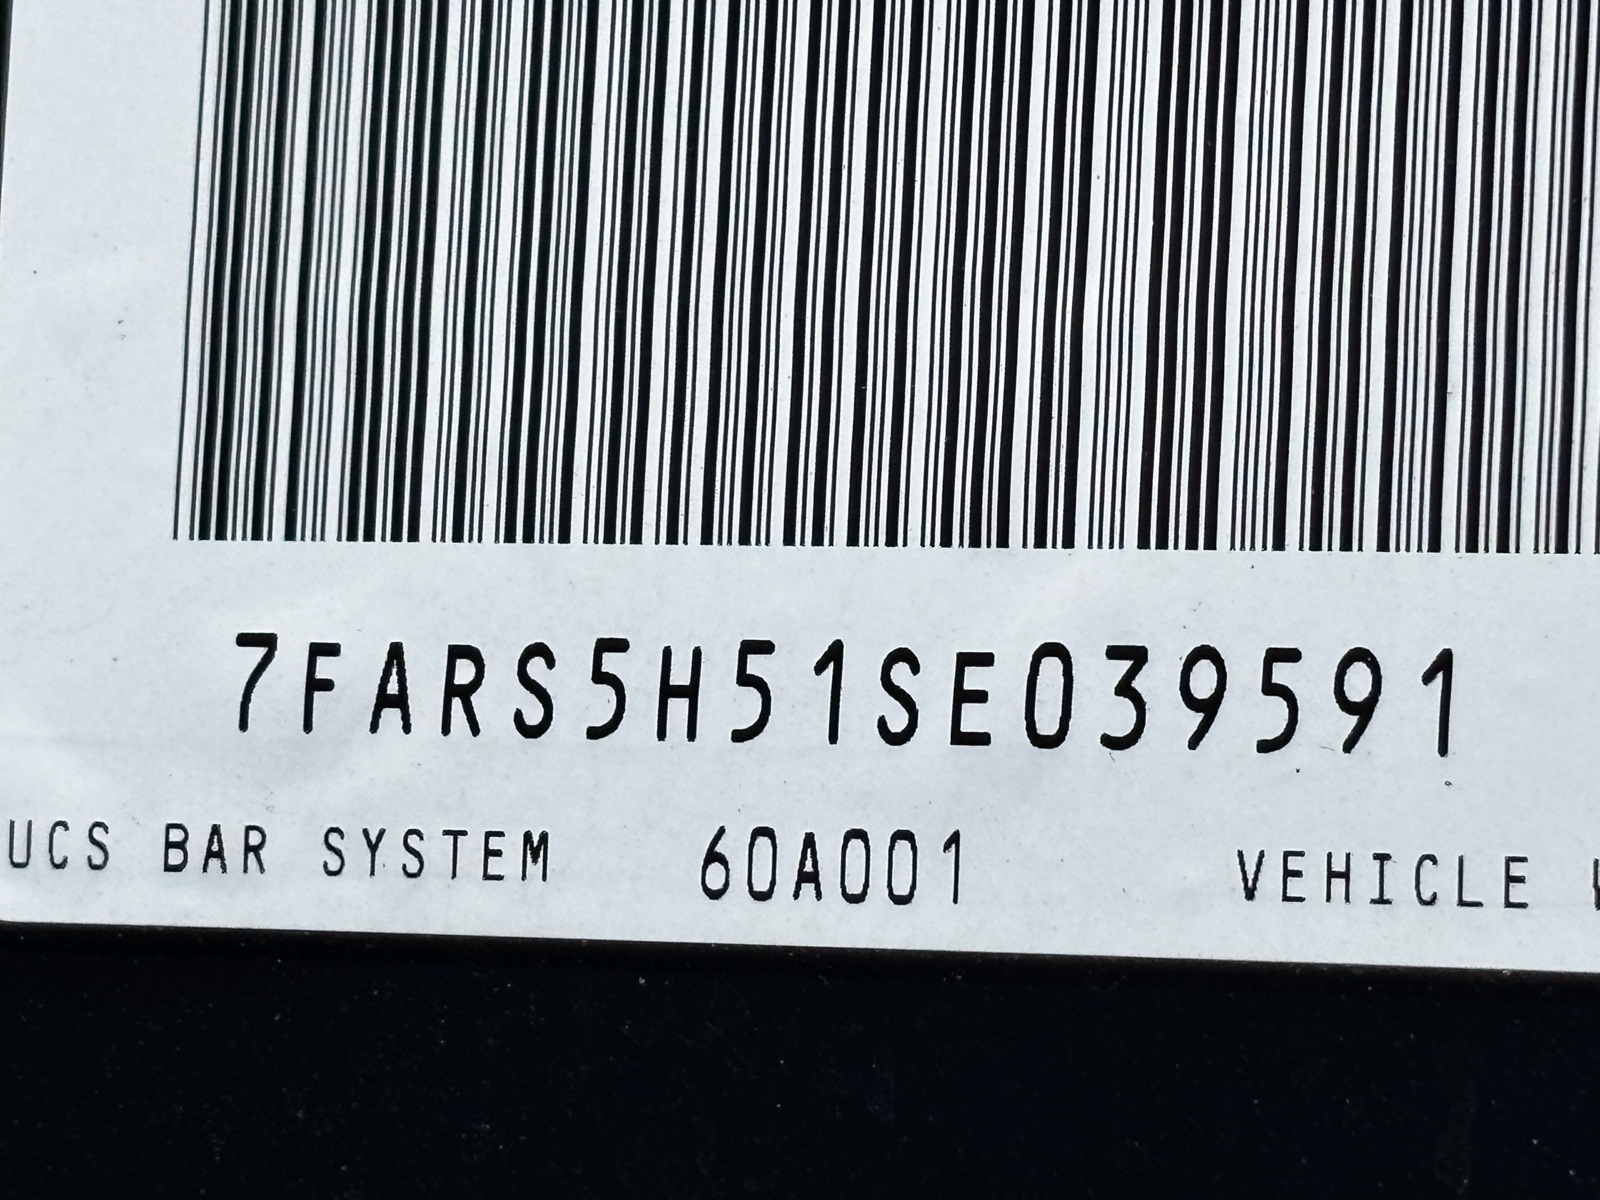 7FARS5H51SE039591
UCS BAR SYSTEM 60A001 VEHICLE